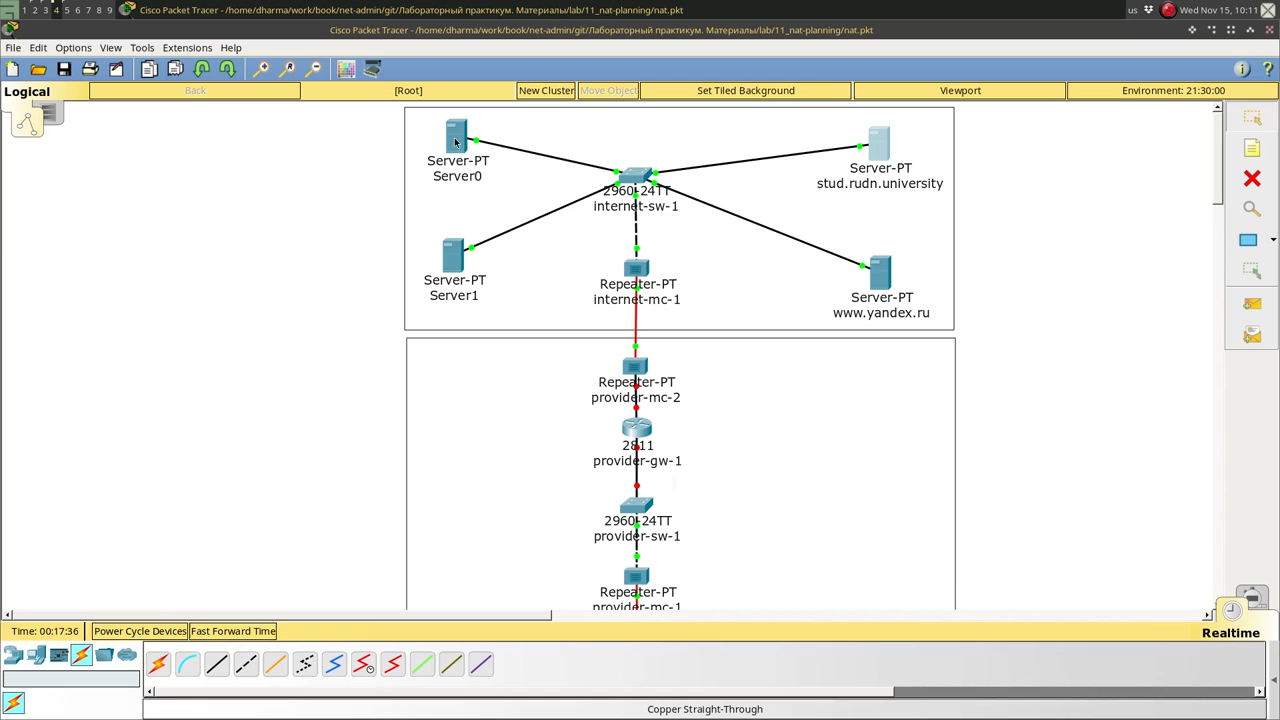 1 2 3 4 5 6 7 8 9
Cisco Packet Tracer - /home/dharma/work/book/net-admin/git/Лабораторный практикум. Материалы/lab/11_nat-planning/nat.pkt
us
Wed Nov 15, 10:11
Cisco Packet Tracer - /home/dharma/work/book/net-admin/git/Лабораторный практикум. Материалы/lab/11_nat-planning/nat.pkt
File Edit Options View Tools Extensions Help
Logical
Back
[Root]
New Cluster
Move Object
Set Tiled Background
Viewport
Environment: 21:30:00
Server-PT
Server0
Server-PT
stud.rudn.university
2960-24TT
internet-sw-1
Server-PT
Server1
Repeater-PT
internet-mc-1
Server-PT
www.yandex.ru
Repeater-PT
provider-mc-2
2811
provider-gw-1
2960-24TT
provider-sw-1
Repeater-PT
provider-mc-1
Time: 00:17:36
Power Cycle Devices
Fast Forward Time
Realtime
Copper Straight-Through